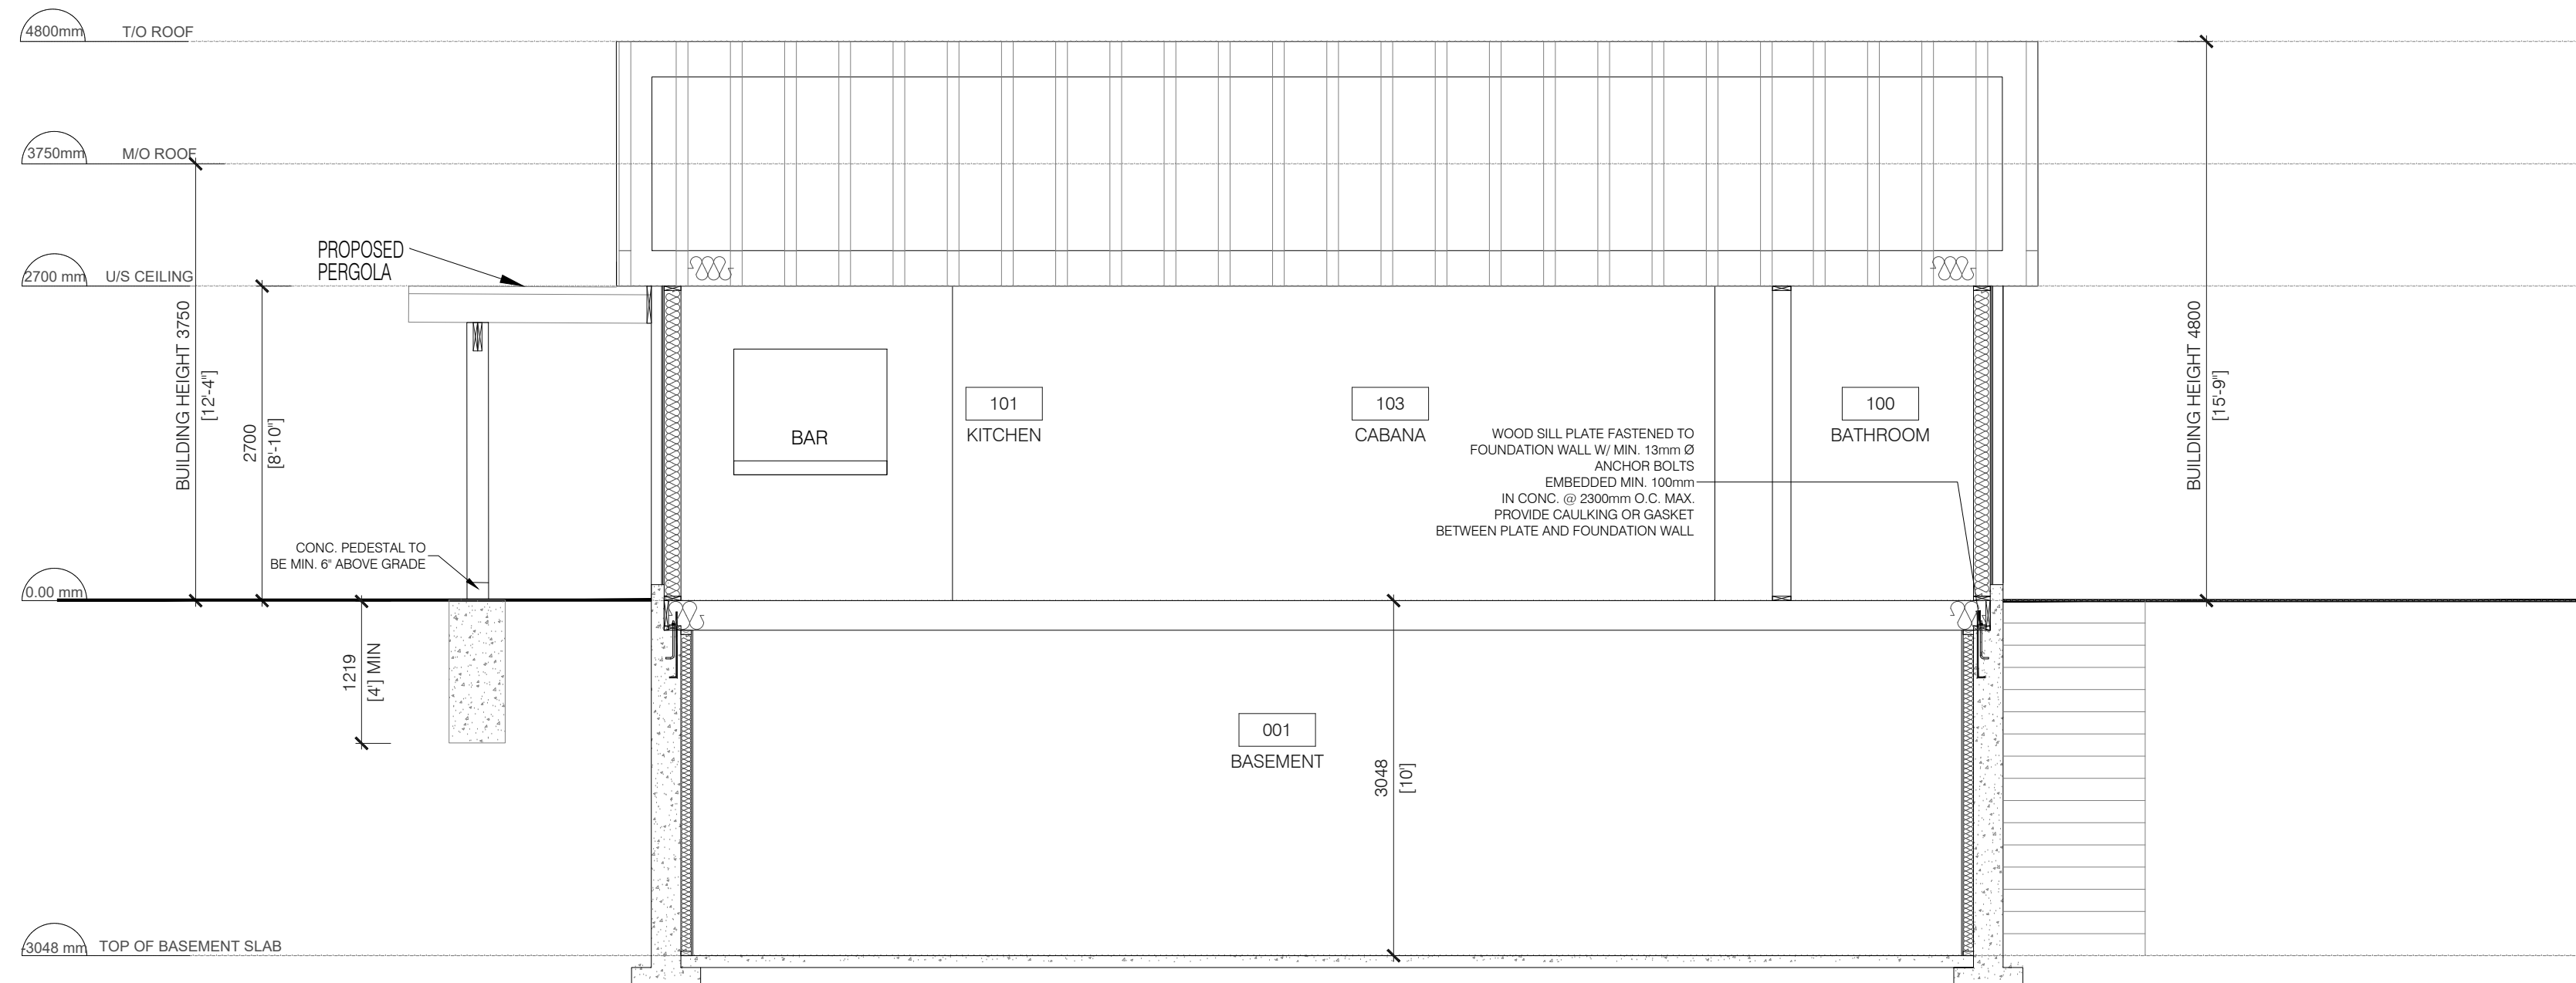 4800mm T/O ROOF
3750mm M/O ROOF
PROPOSED
PERGOLA
2700 mm U/S CEILING
BUILDING HEIGHT 3750
[12'-4"]
2700
[8'-10"]
BUILDING HEIGHT 4800
[15'-9"]
BAR
101
KITCHEN
103
CABANA
100
BATHROOM
WOOD SILL PLATE FASTENED TO
FOUNDATION WALL W/ MIN. 13mm Ø
ANCHOR BOLTS
EMBEDDED MIN. 100mm
IN CONC. @ 2300mm O.C. MAX.
PROVIDE CAULKING OR GASKET
BETWEEN PLATE AND FOUNDATION WALL
CONC. PEDESTAL TO
BE MIN. 6" ABOVE GRADE
0.00 mm
1219
[4'] MIN
001
BASEMENT
3048
[10']
-3048 mm TOP OF BASEMENT SLAB